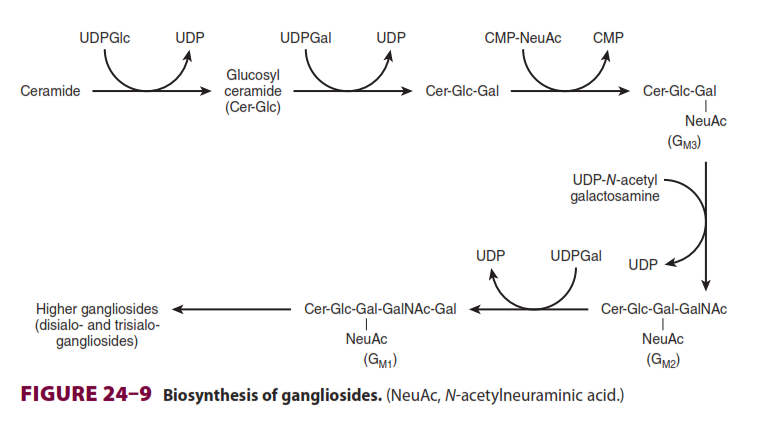 UDPGlc UDP UDPGal UDP CMP-NeuAc CMP
Ceramide
Glucosyl
ceramide
(Cer-Glc)
Cer-Glc-Gal
Cer-Glc-Gal
NeuAc
(GM3)
UDP-N-acetyl
galactosamine
UDP
UDP UDPGal
Cer-Glc-Gal-GalNAc
NeuAc
(GM2)
Cer-Glc-Gal-GalNAc-Gal
NeuAc
(GM1)
Higher gangliosides
(disialo- and trisialo-
gangliosides)
FIGURE 24–9 Biosynthesis of gangliosides. (NeuAc, N-acetylneuraminic acid.)